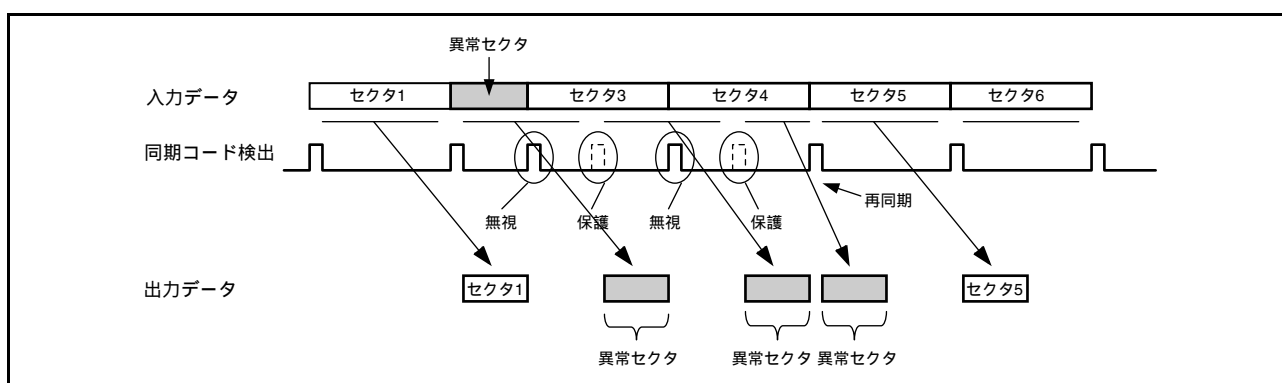 異常セクタ
入力データ
セクタ1
セクタ3
セクタ4
セクタ5
セクタ6
同期コード検出
無視
保護
無視
保護
再同期
出力データ
セクタ1
セクタ5
異常セクタ
異常セクタ
異常セクタ